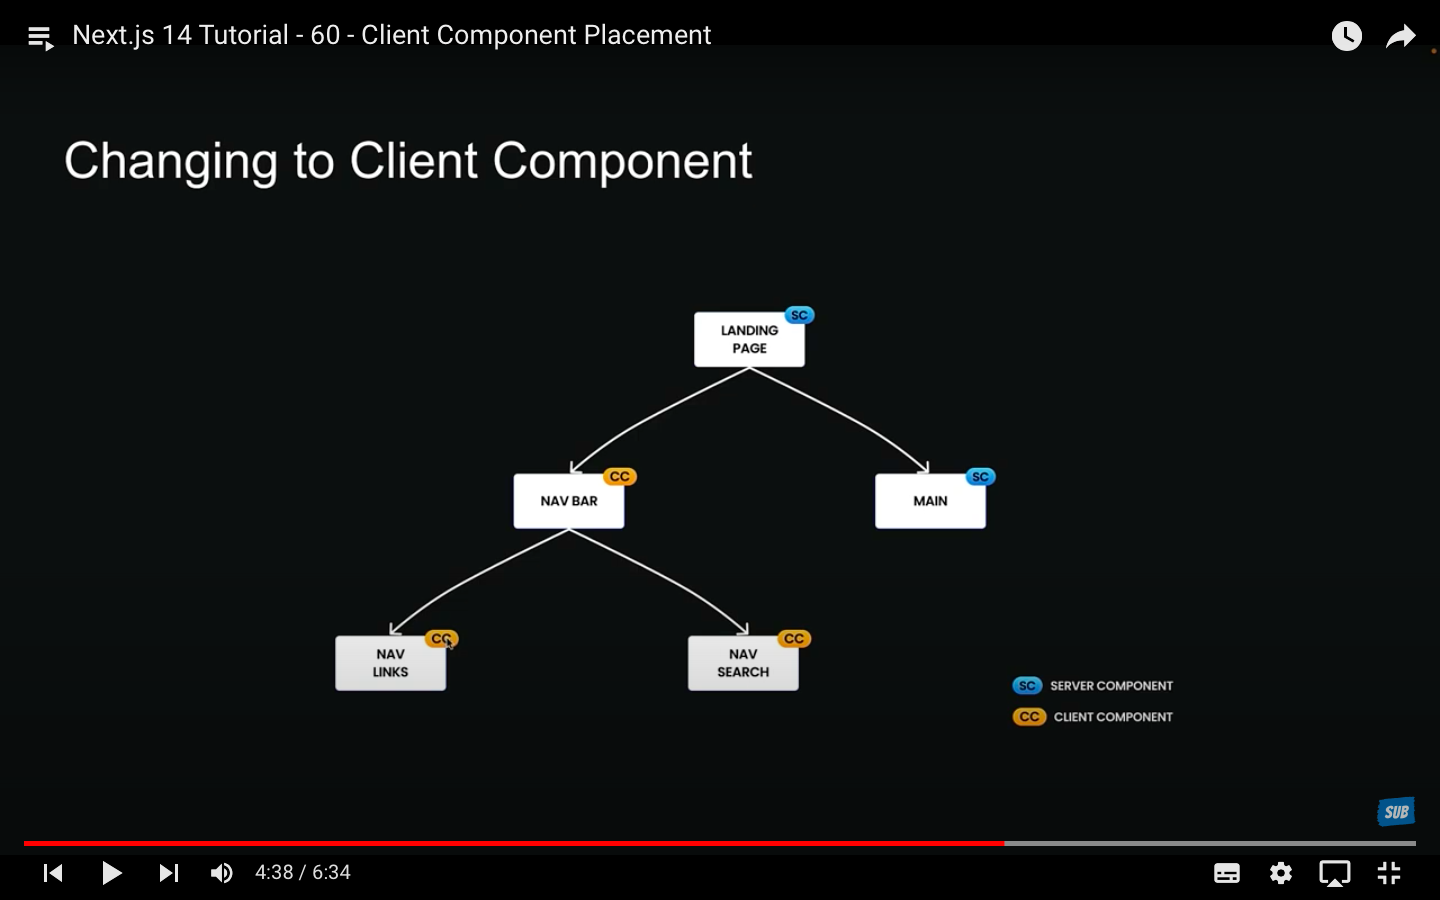 Next.js 14 Tutorial - 60 - Client Component Placement
Changing to Client Component
SC
LANDING
PAGE
CC
NAV BAR
SC
MAIN
CC
NAV
LINKS
CC
NAV
SEARCH
SC SERVER COMPONENT
CC CLIENT COMPONENT
SUB
4:38 / 6:34